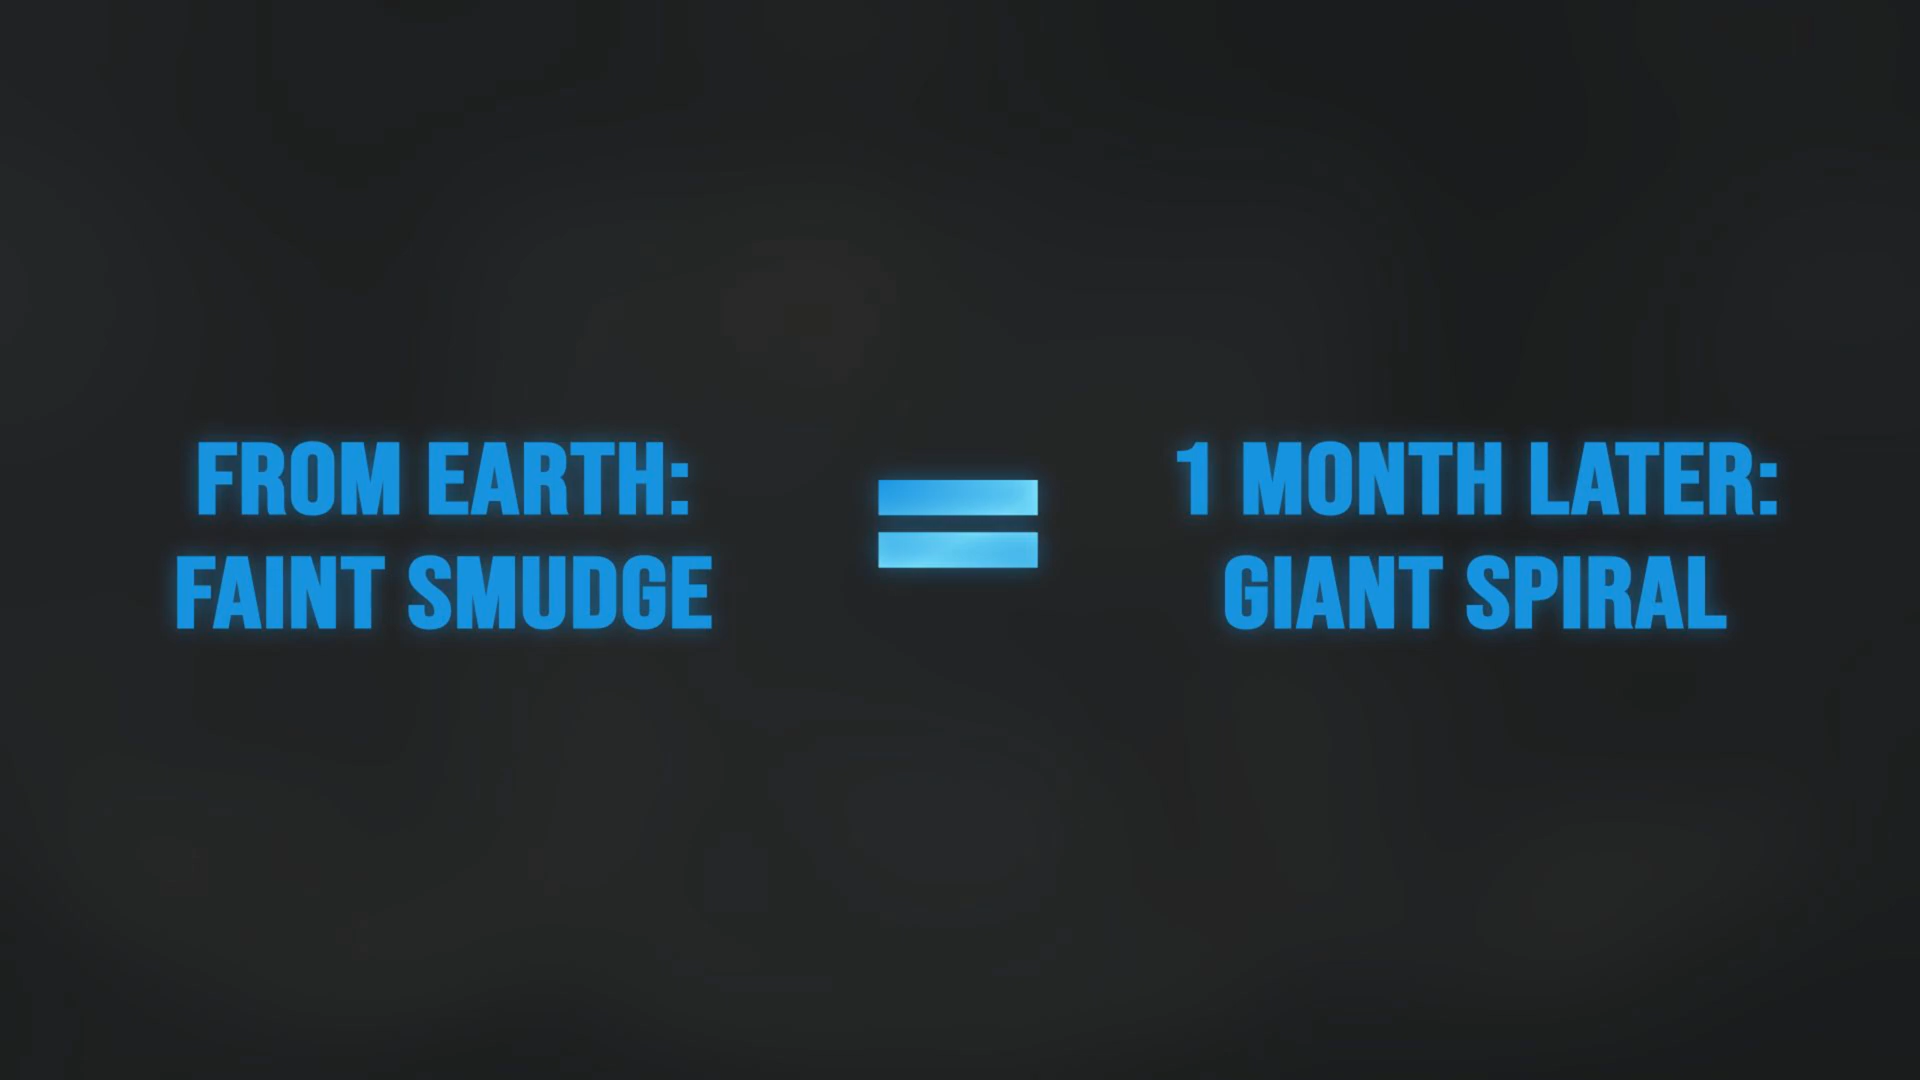 FROM EARTH:
FAINT SMUDGE
=
1 MONTH LATER:
GIANT SPIRAL